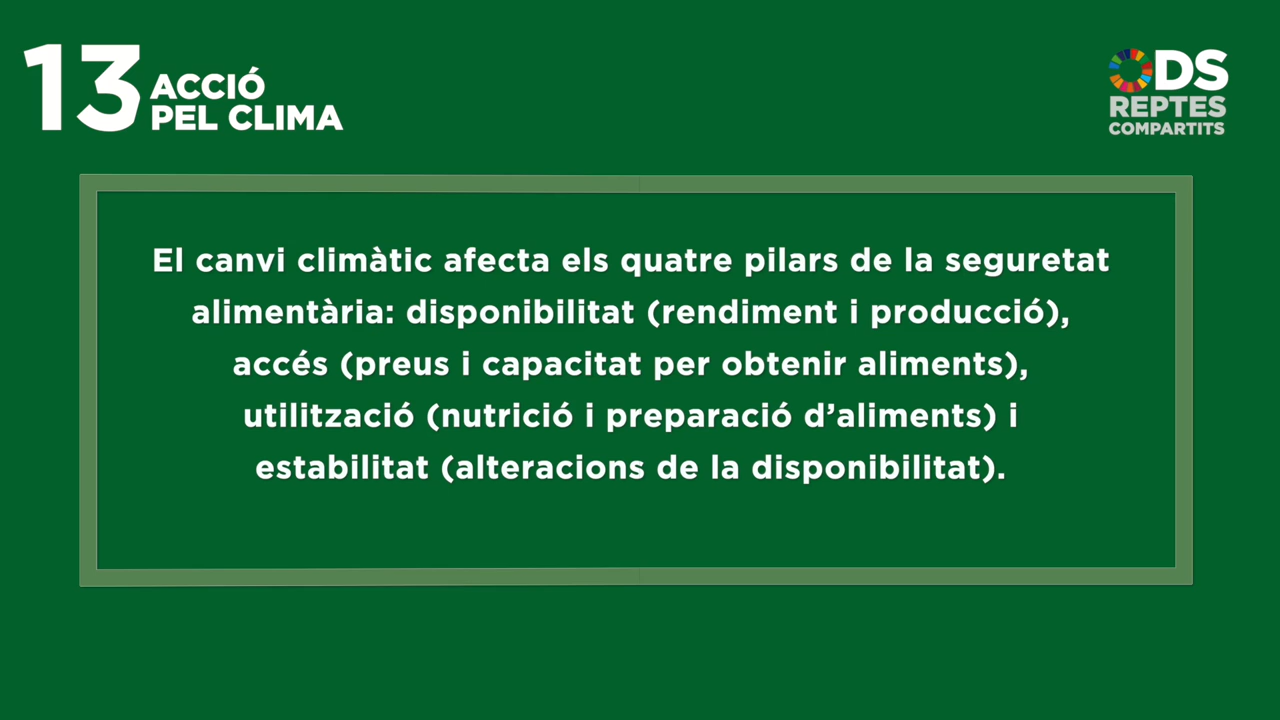 13 ACCIÓ
PEL CLIMA
ODS
REPTES
COMPARTITS
El canvi climàtic afecta els quatre pilars de la seguretat
alimentària: disponibilitat (rendiment i producció),
accés (preus i capacitat per obtenir aliments),
utilització (nutrició i preparació d’aliments) i
estabilitat (alteracions de la disponibilitat).